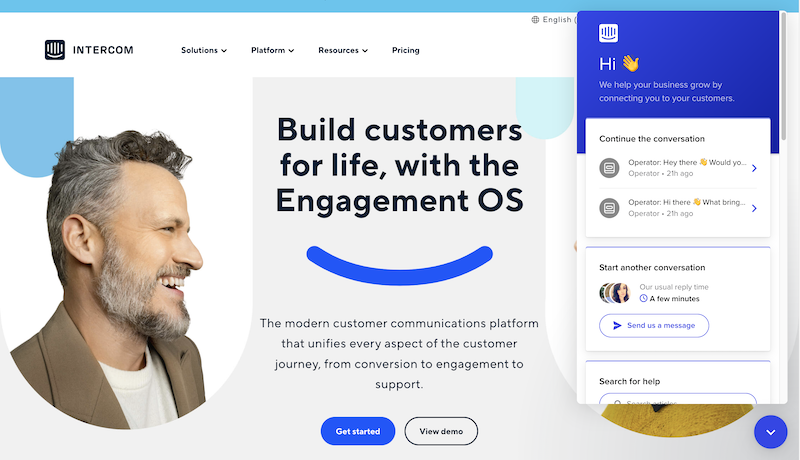 English (
INTERCOM
Solutions
Platform
Resources
Pricing
Build customers
for life, with the
Engagement OS
The modern customer communications platform
that unifies every aspect of the customer
journey, from conversion to engagement to
support.
Get started
View demo
Hi 👋
We help your business grow by
connecting you to your customers.
Continue the conversation
Operator: Hey there 👋 Would yo...
Operator • 21h ago
Operator: Hi there 👋 What bring...
Operator • 21h ago
Start another conversation
Our usual reply time
A few minutes
Send us a message
Search for help
Search articles